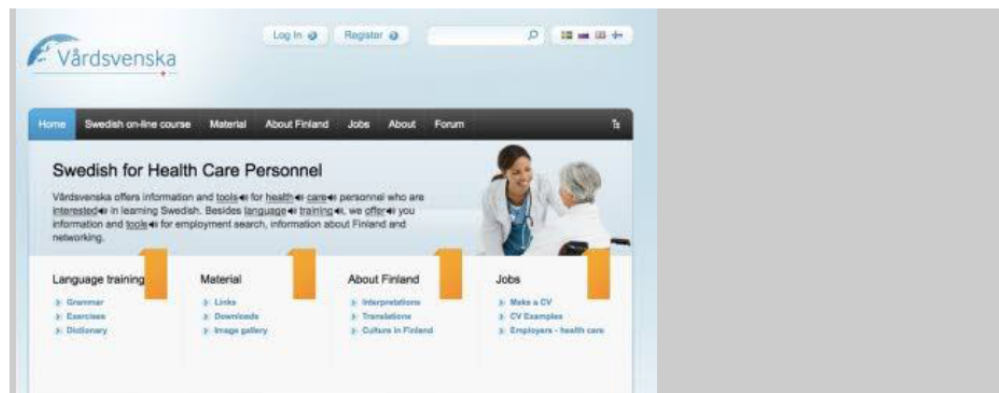 Log In Register
Vårdsvenska
Home Swedish on-line course Material About Finland Jobs About Forum
Swedish for Health Care Personnel
Vårdsvenska offers information and tools for health care personnel who are
interested in learning Swedish. Besides language training, we offer you
information and tools for employment search, information about Finland and
networking.
Language training
Grammar
Exercises
Dictionary
Material
Links
Downloads
Image gallery
About Finland
Interpretations
Translations
Culture in Finland
Jobs
Make a CV
CV Examples
Employers - health care